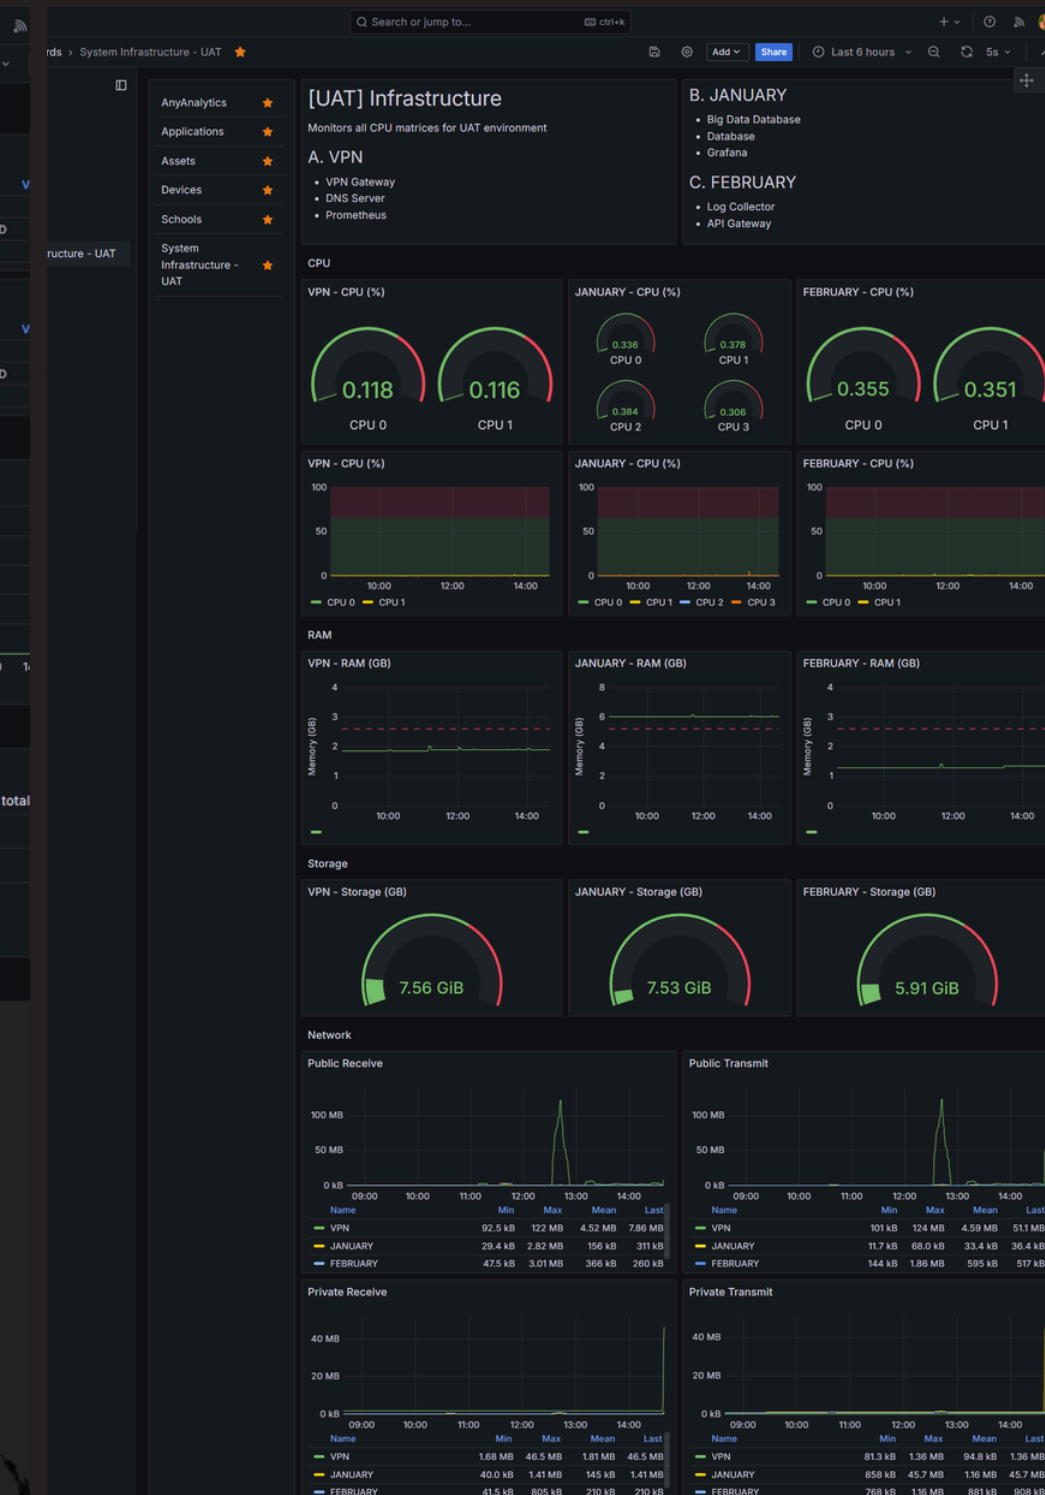 Search or jump to...
ctrl+k
rds > System Infrastructure - UAT
Add
Share
Last 6 hours
5s
V
D
ructure - UAT
V
D
total
AnyAnalytics
Applications
Assets
Devices
Schools
System
Infrastructure -
UAT
[UAT] Infrastructure
Monitors all CPU matrices for UAT environment
A. VPN
• VPN Gateway
• DNS Server
• Prometheus
B. JANUARY
• Big Data Database
• Database
• Grafana
C. FEBRUARY
• Log Collector
• API Gateway
CPU
VPN - CPU (%)
0.118
CPU 0
0.116
CPU 1
JANUARY - CPU (%)
0.336
CPU 0
0.378
CPU 1
0.384
CPU 2
0.306
CPU 3
FEBRUARY - CPU (%)
0.355
CPU 0
0.351
CPU 1
VPN - CPU (%)
100
50
0
10:00 12:00 14:00
CPU 0 CPU 1
JANUARY - CPU (%)
100
50
0
10:00 12:00 14:00
CPU 0 CPU 1 CPU 2 CPU 3
FEBRUARY - CPU (%)
100
50
0
10:00 12:00 14:00
CPU 0 CPU 1
RAM
VPN - RAM (GB)
Memory (GB)
4
3
2
1
0
10:00 12:00 14:00
JANUARY - RAM (GB)
Memory (GB)
8
6
4
2
0
10:00 12:00 14:00
FEBRUARY - RAM (GB)
Memory (GB)
4
3
2
1
0
10:00 12:00 14:00
Storage
VPN - Storage (GB)
7.56 GiB
JANUARY - Storage (GB)
7.53 GiB
FEBRUARY - Storage (GB)
5.91 GiB
Network
Public Receive
100 MB
50 MB
0 kB
09:00 10:00 11:00 12:00 13:00 14:00
Name Min Max Mean Last
VPN 92.5 kB 122 MB 4.52 MB 7.86 MB
JANUARY 29.4 kB 2.82 MB 156 kB 311 kB
FEBRUARY 47.5 kB 3.01 MB 366 kB 260 kB
Public Transmit
100 MB
50 MB
0 kB
09:00 10:00 11:00 12:00 13:00 14:00
Name Min Max Mean Last
VPN 101 kB 124 MB 4.59 MB 51.1 MB
JANUARY 11.7 kB 68.0 kB 33.4 kB 36.4 kB
FEBRUARY 144 kB 1.86 MB 595 kB 517 kB
Private Receive
40 MB
20 MB
0 kB
09:00 10:00 11:00 12:00 13:00 14:00
Name Min Max Mean Last
VPN 1.68 MB 46.5 MB 1.81 MB 46.5 MB
JANUARY 40.0 kB 1.41 MB 145 kB 1.41 MB
FEBRUARY 41.5 kB 805 kB 210 kB 210 kB
Private Transmit
40 MB
20 MB
0 kB
09:00 10:00 11:00 12:00 13:00 14:00
Name Min Max Mean Last
VPN 81.3 kB 1.36 MB 94.8 kB 1.36 MB
JANUARY 858 kB 45.7 MB 1.16 MB 45.7 MB
FEBRUARY 768 kB 1.16 MB 881 kB 908 kB